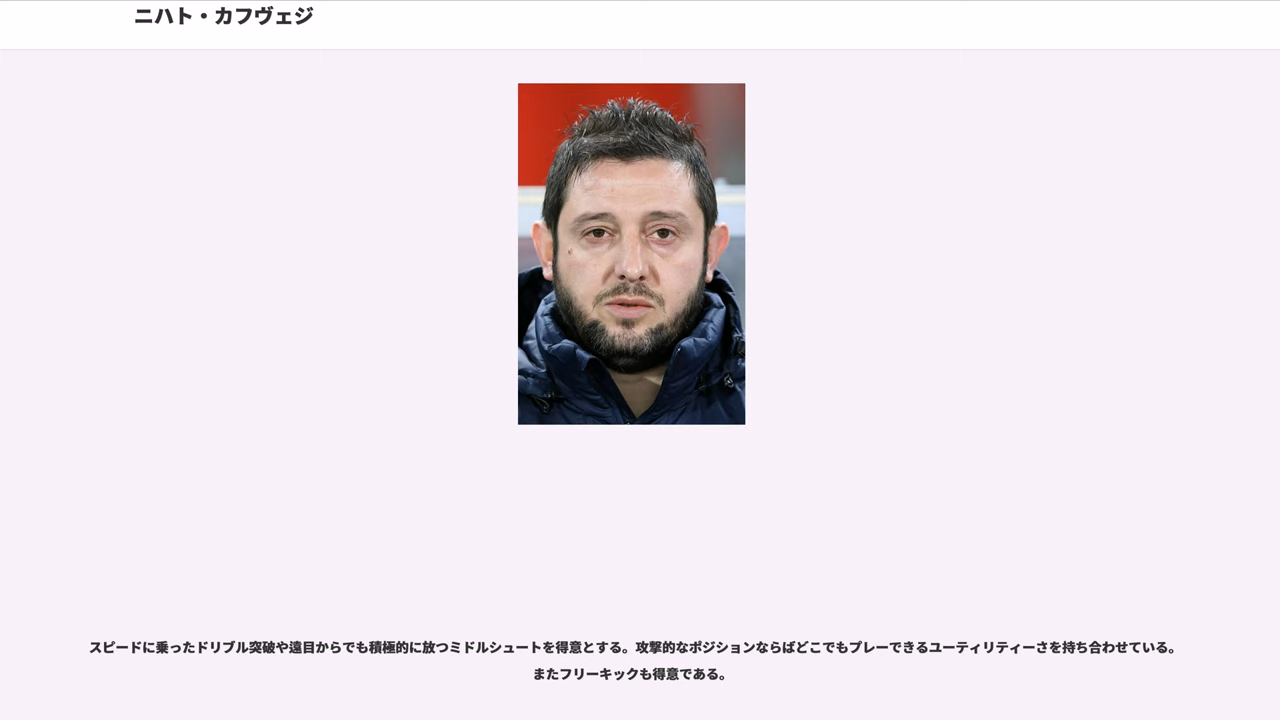 ニハト・カフヴェジ
スピードに乗ったドリブル突破や遠目からでも積極的に放つミドルシュートを得意とする。攻撃的なポジションならばどこでもプレーできるユーティリティーさを持ち合わせている。
またフリーキックも得意である。